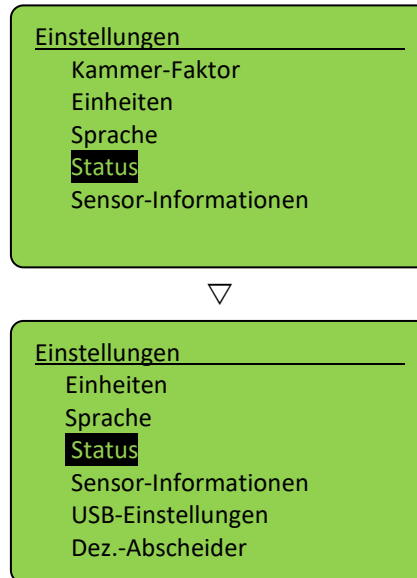 Einstellungen
Kammer-Faktor
Einheiten
Sprache
Status
Sensor-Informationen
Einstellungen
Einheiten
Sprache
Status
Sensor-Informationen
USB-Einstellungen
Dez.-Abscheider